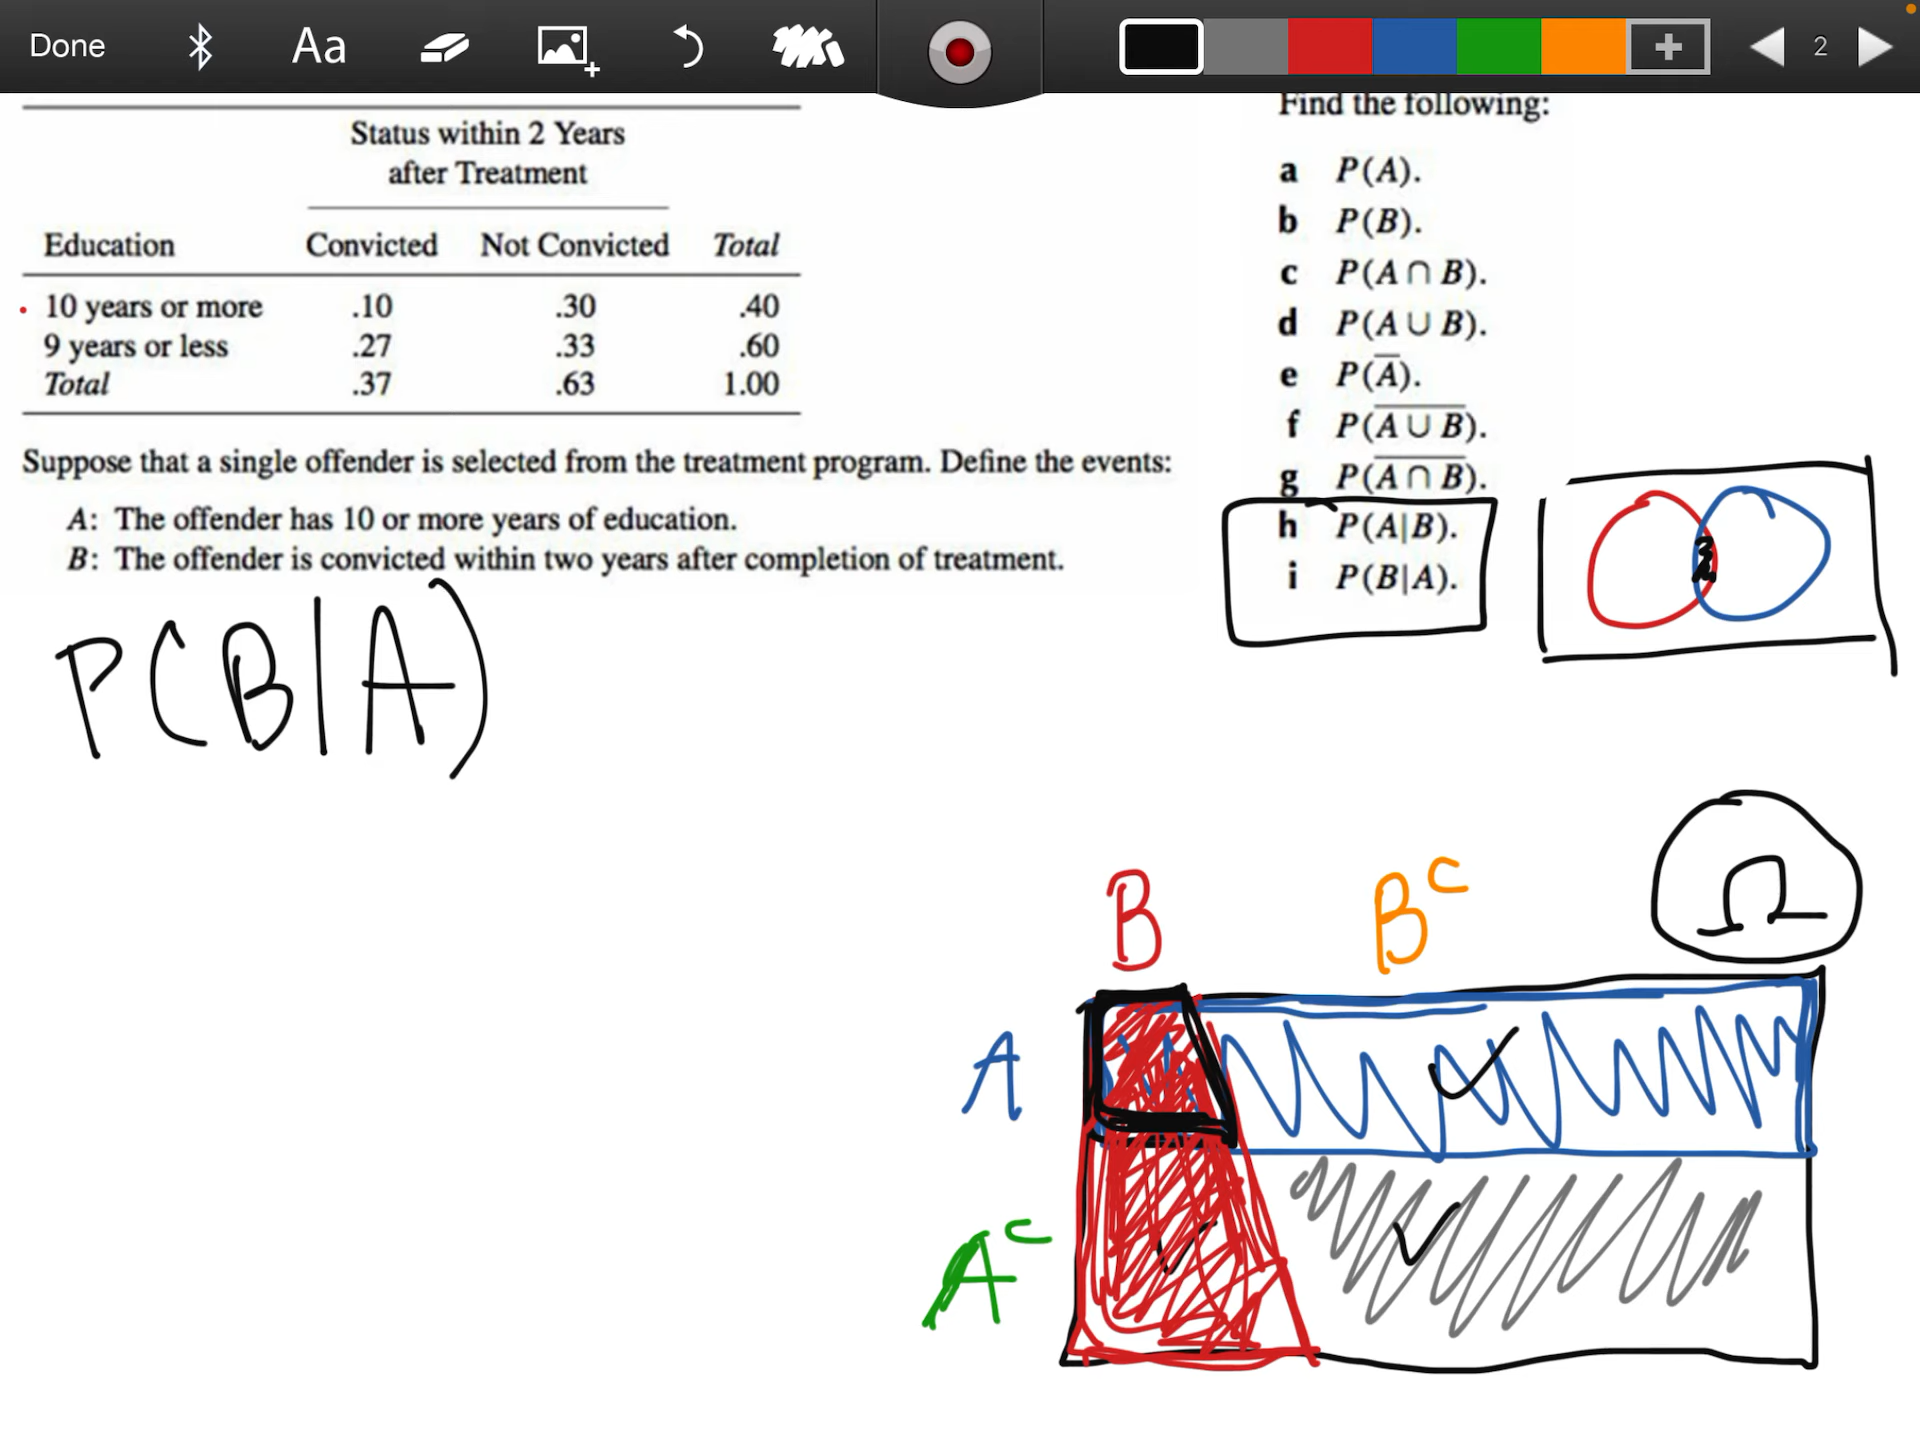 Done Aa 2
Status within 2 Years
after Treatment
Education Convicted Not Convicted Total
10 years or more .10 .30 .40
9 years or less .27 .33 .60
Total .37 .63 1.00
Suppose that a single offender is selected from the treatment program. Define the events:
A: The offender has 10 or more years of education.
B: The offender is convicted within two years after completion of treatment.
Find the following:
a P(A).
b P(B).
c P(A ∩ B).
d P(A ∪ B).
e P(A̅).
f P(A̅ ̅∪̅ ̅B̅).
g P(A̅ ̅∩̅ ̅B̅).
h P(A|B).
i P(B|A).
P(B|A)
Ω
B Bᶜ
A
Aᶜ